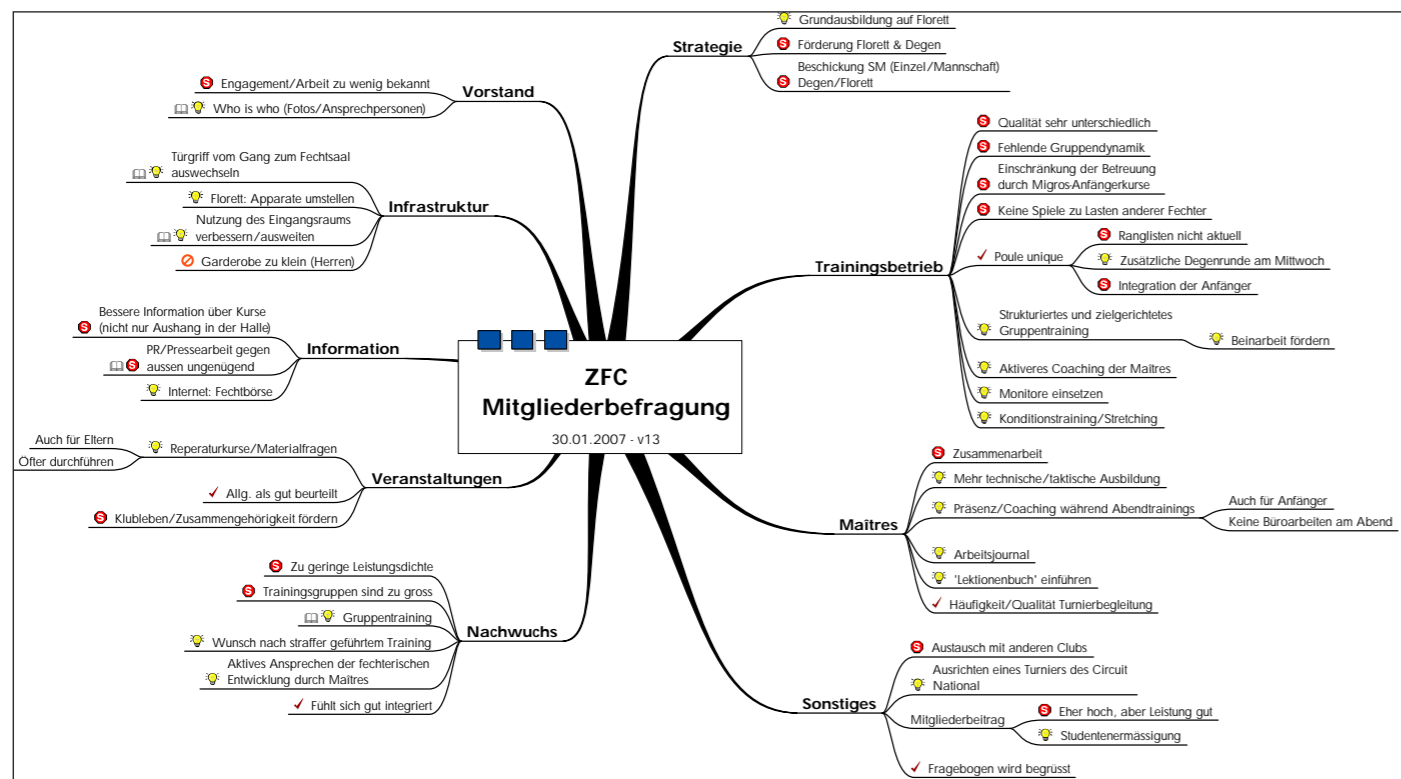 ZFC
Mitgliederbefragung
30.01.2007 - v13
Strategie
Grundausbildung auf Florett
Förderung Florett & Degen
Beschickung SM (Einzel/Mannschaft)
Degen/Florett
Trainingsbetrieb
Qualität sehr unterschiedlich
Fehlende Gruppendynamik
Einschränkung der Betreuung
durch Migros-Anfängerkurse
Keine Spiele zu Lasten anderer Fechter
Poule unique
Ranglisten nicht aktuell
Zusätzliche Degenrunde am Mittwoch
Integration der Anfänger
Strukturiertes und zielgerichtetes
Gruppentraining
Beinarbeit fördern
Aktiveres Coaching der Maîtres
Monitore einsetzen
Konditionstraining/Stretching
Maîtres
Zusammenarbeit
Mehr technische/taktische Ausbildung
Präsenz/Coaching während Abendtrainings
Auch für Anfänger
Keine Büroarbeiten am Abend
Arbeitsjournal
'Lektionenbuch' einführen
Häufigkeit/Qualität Turnierbegleitung
Sonstiges
Austausch mit anderen Clubs
Ausrichten eines Turniers des Circuit
National
Mitgliederbeitrag
Eher hoch, aber Leistung gut
Studentenermässigung
Fragebogen wird begrüsst
Vorstand
Engagement/Arbeit zu wenig bekannt
Who is who (Fotos/Ansprechpersonen)
Infrastruktur
Türgriff vom Gang zum Fechtsaal
auswechseln
Florett: Apparate umstellen
Nutzung des Eingangsraums
verbessern/ausweiten
Garderobe zu klein (Herren)
Information
Bessere Information über Kurse
(nicht nur Aushang in der Halle)
PR/Pressearbeit gegen
aussen ungenügend
Internet: Fechtbörse
Veranstaltungen
Reperaturkurse/Materialfragen
Auch für Eltern
Öfter durchführen
Allg. als gut beurteilt
Klubleben/Zusammengehörigkeit fördern
Nachwuchs
Zu geringe Leistungsdichte
Trainingsgruppen sind zu gross
Gruppentraining
Wunsch nach straffer geführtem Training
Aktives Ansprechen der fechterischen
Entwicklung durch Maîtres
Fühlt sich gut integriert